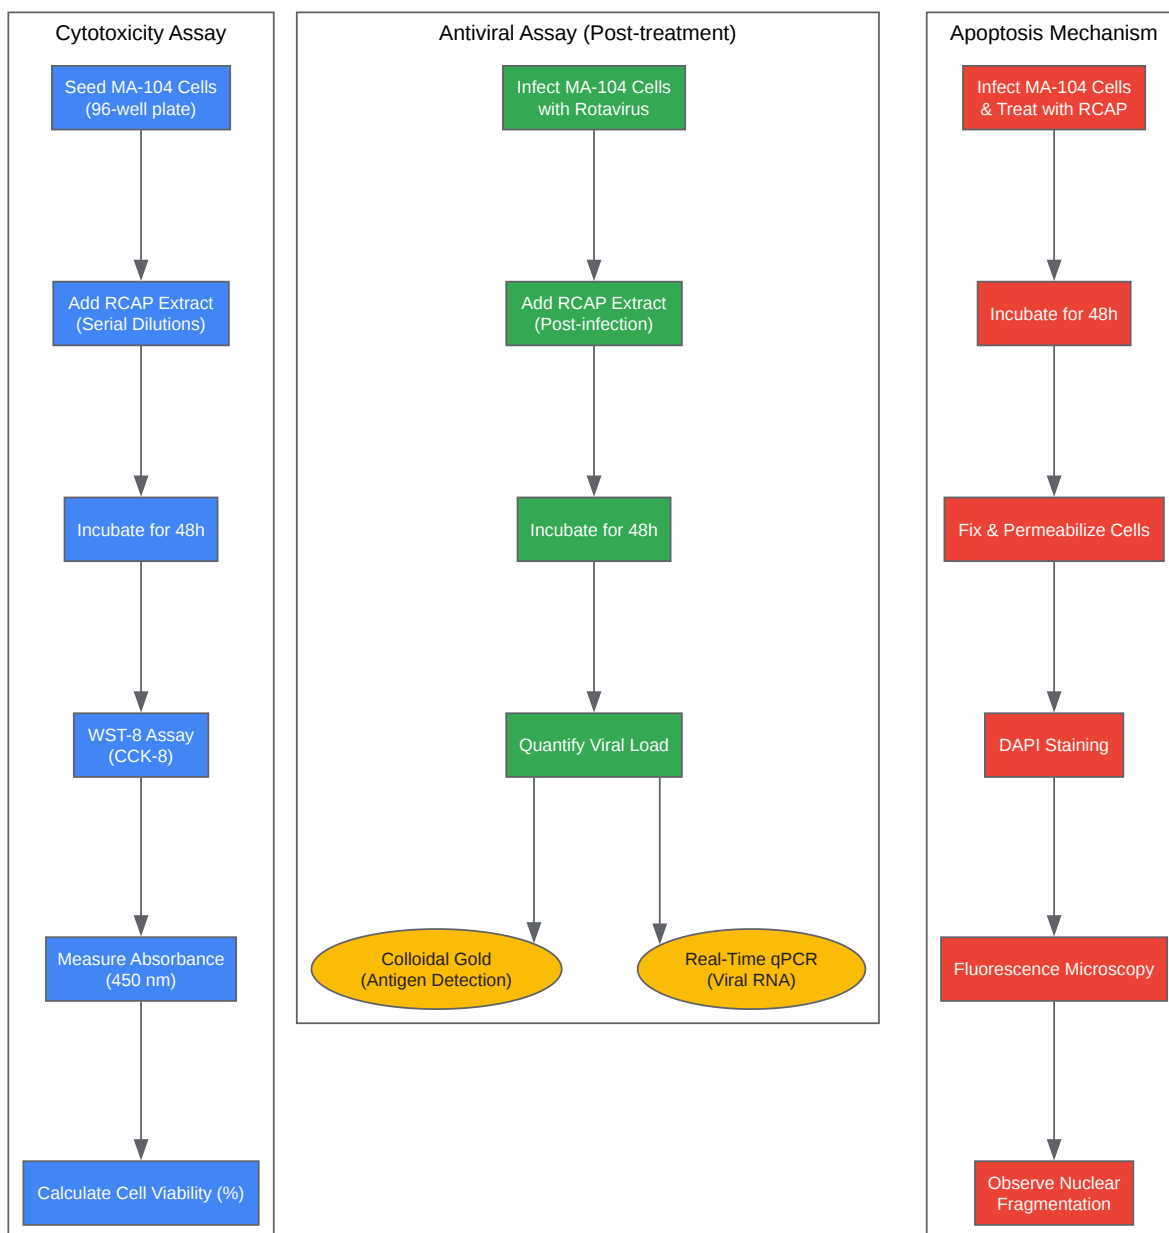 Cytotoxicity Assay
Seed MA-104 Cells
(96-well plate)
Add RCAP Extract
(Serial Dilutions)
Incubate for 48h
WST-8 Assay
(CCK-8)
Measure Absorbance
(450 nm)
Calculate Cell Viability (%)
Antiviral Assay (Post-treatment)
Infect MA-104 Cells
with Rotavirus
Add RCAP Extract
(Post-infection)
Incubate for 48h
Quantify Viral Load
Colloidal Gold
(Antigen Detection)
Real-Time qPCR
(Viral RNA)
Apoptosis Mechanism
Infect MA-104 Cells
& Treat with RCAP
Incubate for 48h
Fix & Permeabilize Cells
DAPI Staining
Fluorescence Microscopy
Observe Nuclear
Fragmentation